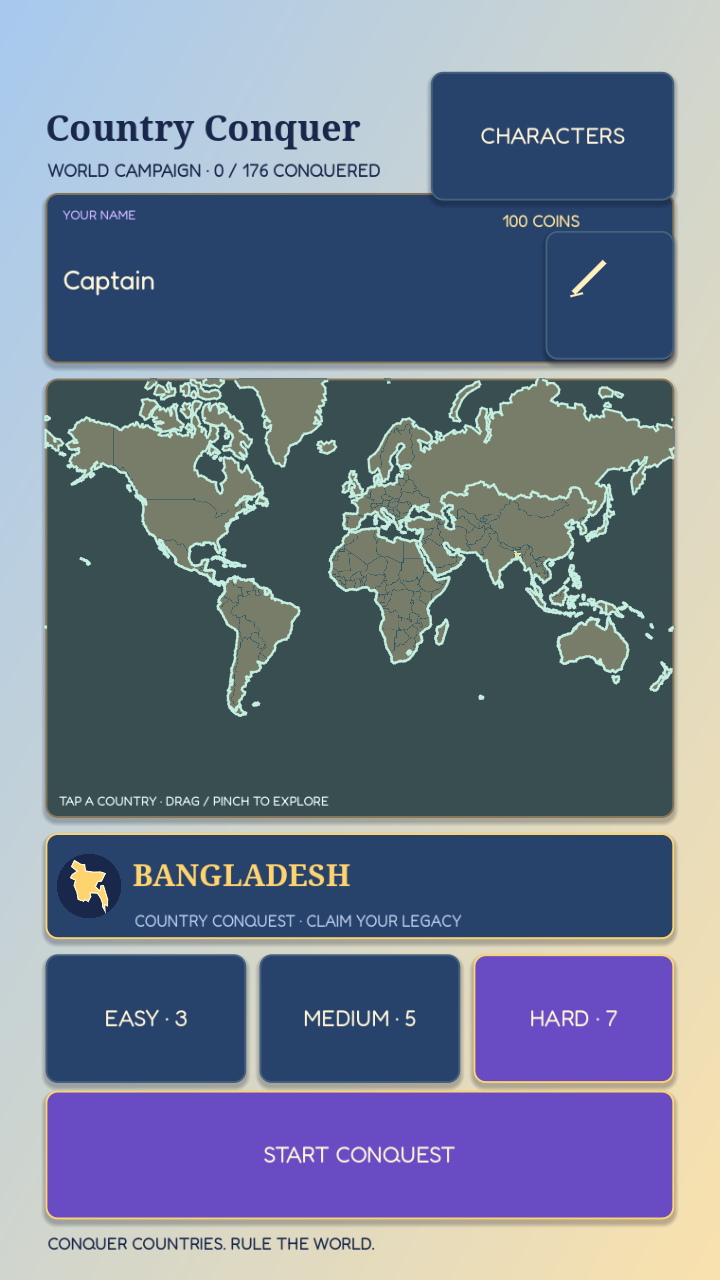 Country Conquer
CHARACTERS
WORLD CAMPAIGN · 0 / 176 CONQUERED
YOUR NAME
100 COINS
Captain
TAP A COUNTRY · DRAG / PINCH TO EXPLORE
BANGLADESH
COUNTRY CONQUEST · CLAIM YOUR LEGACY
EASY · 3
MEDIUM · 5
HARD · 7
START CONQUEST
CONQUER COUNTRIES. RULE THE WORLD.